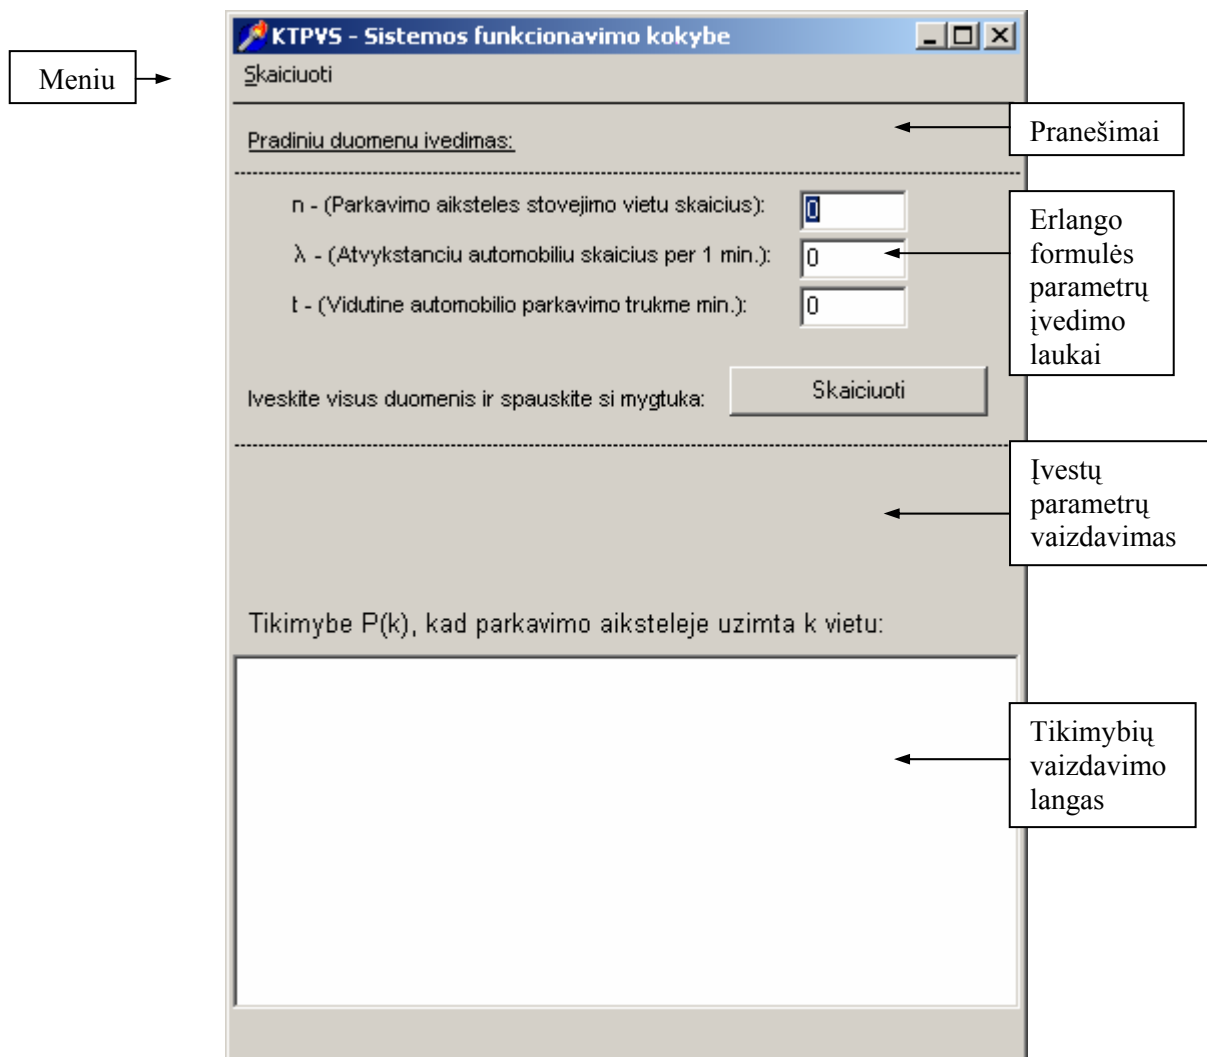 KTPVS - Sistemos funkcionavimo kokybe
Meniu
Skaiciuoti
Pranešimai
Pradiniu duomenu ivedimas:
n - (Parkavimo aiksteles stovejimo vietu skaicius):
0
λ - (Atvykstanciu automobiliu skaicius per 1 min.):
0
t - (Vidutine automobilio parkavimo trukme min.):
0
Erlango
formulės
parametrų
įvedimo
laukai
Iveskite visus duomenis ir spauskite si mygtuka:
Skaiciuoti
Įvestų
parametrų
vaizdavimas
Tikimybe P(k), kad parkavimo aiksteleje uzimta k vietu:
Tikimybių
vaizdavimo
langas